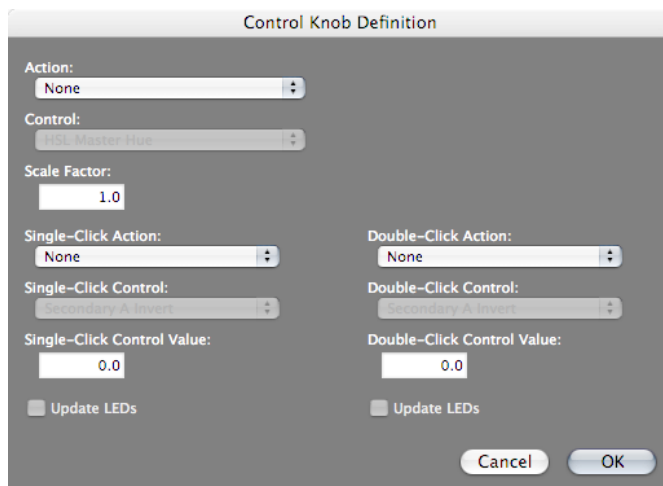 Control Knob Definition
Action:
None
Control:
HSL Master Hue
Scale Factor:
1.0
Single-Click Action:
None
Single-Click Control:
Secondary A Invert
Single-Click Control Value:
0.0
Update LEDs
Double-Click Action:
None
Double-Click Control:
Secondary A Invert
Double-Click Control Value:
0.0
Update LEDs
Cancel
OK